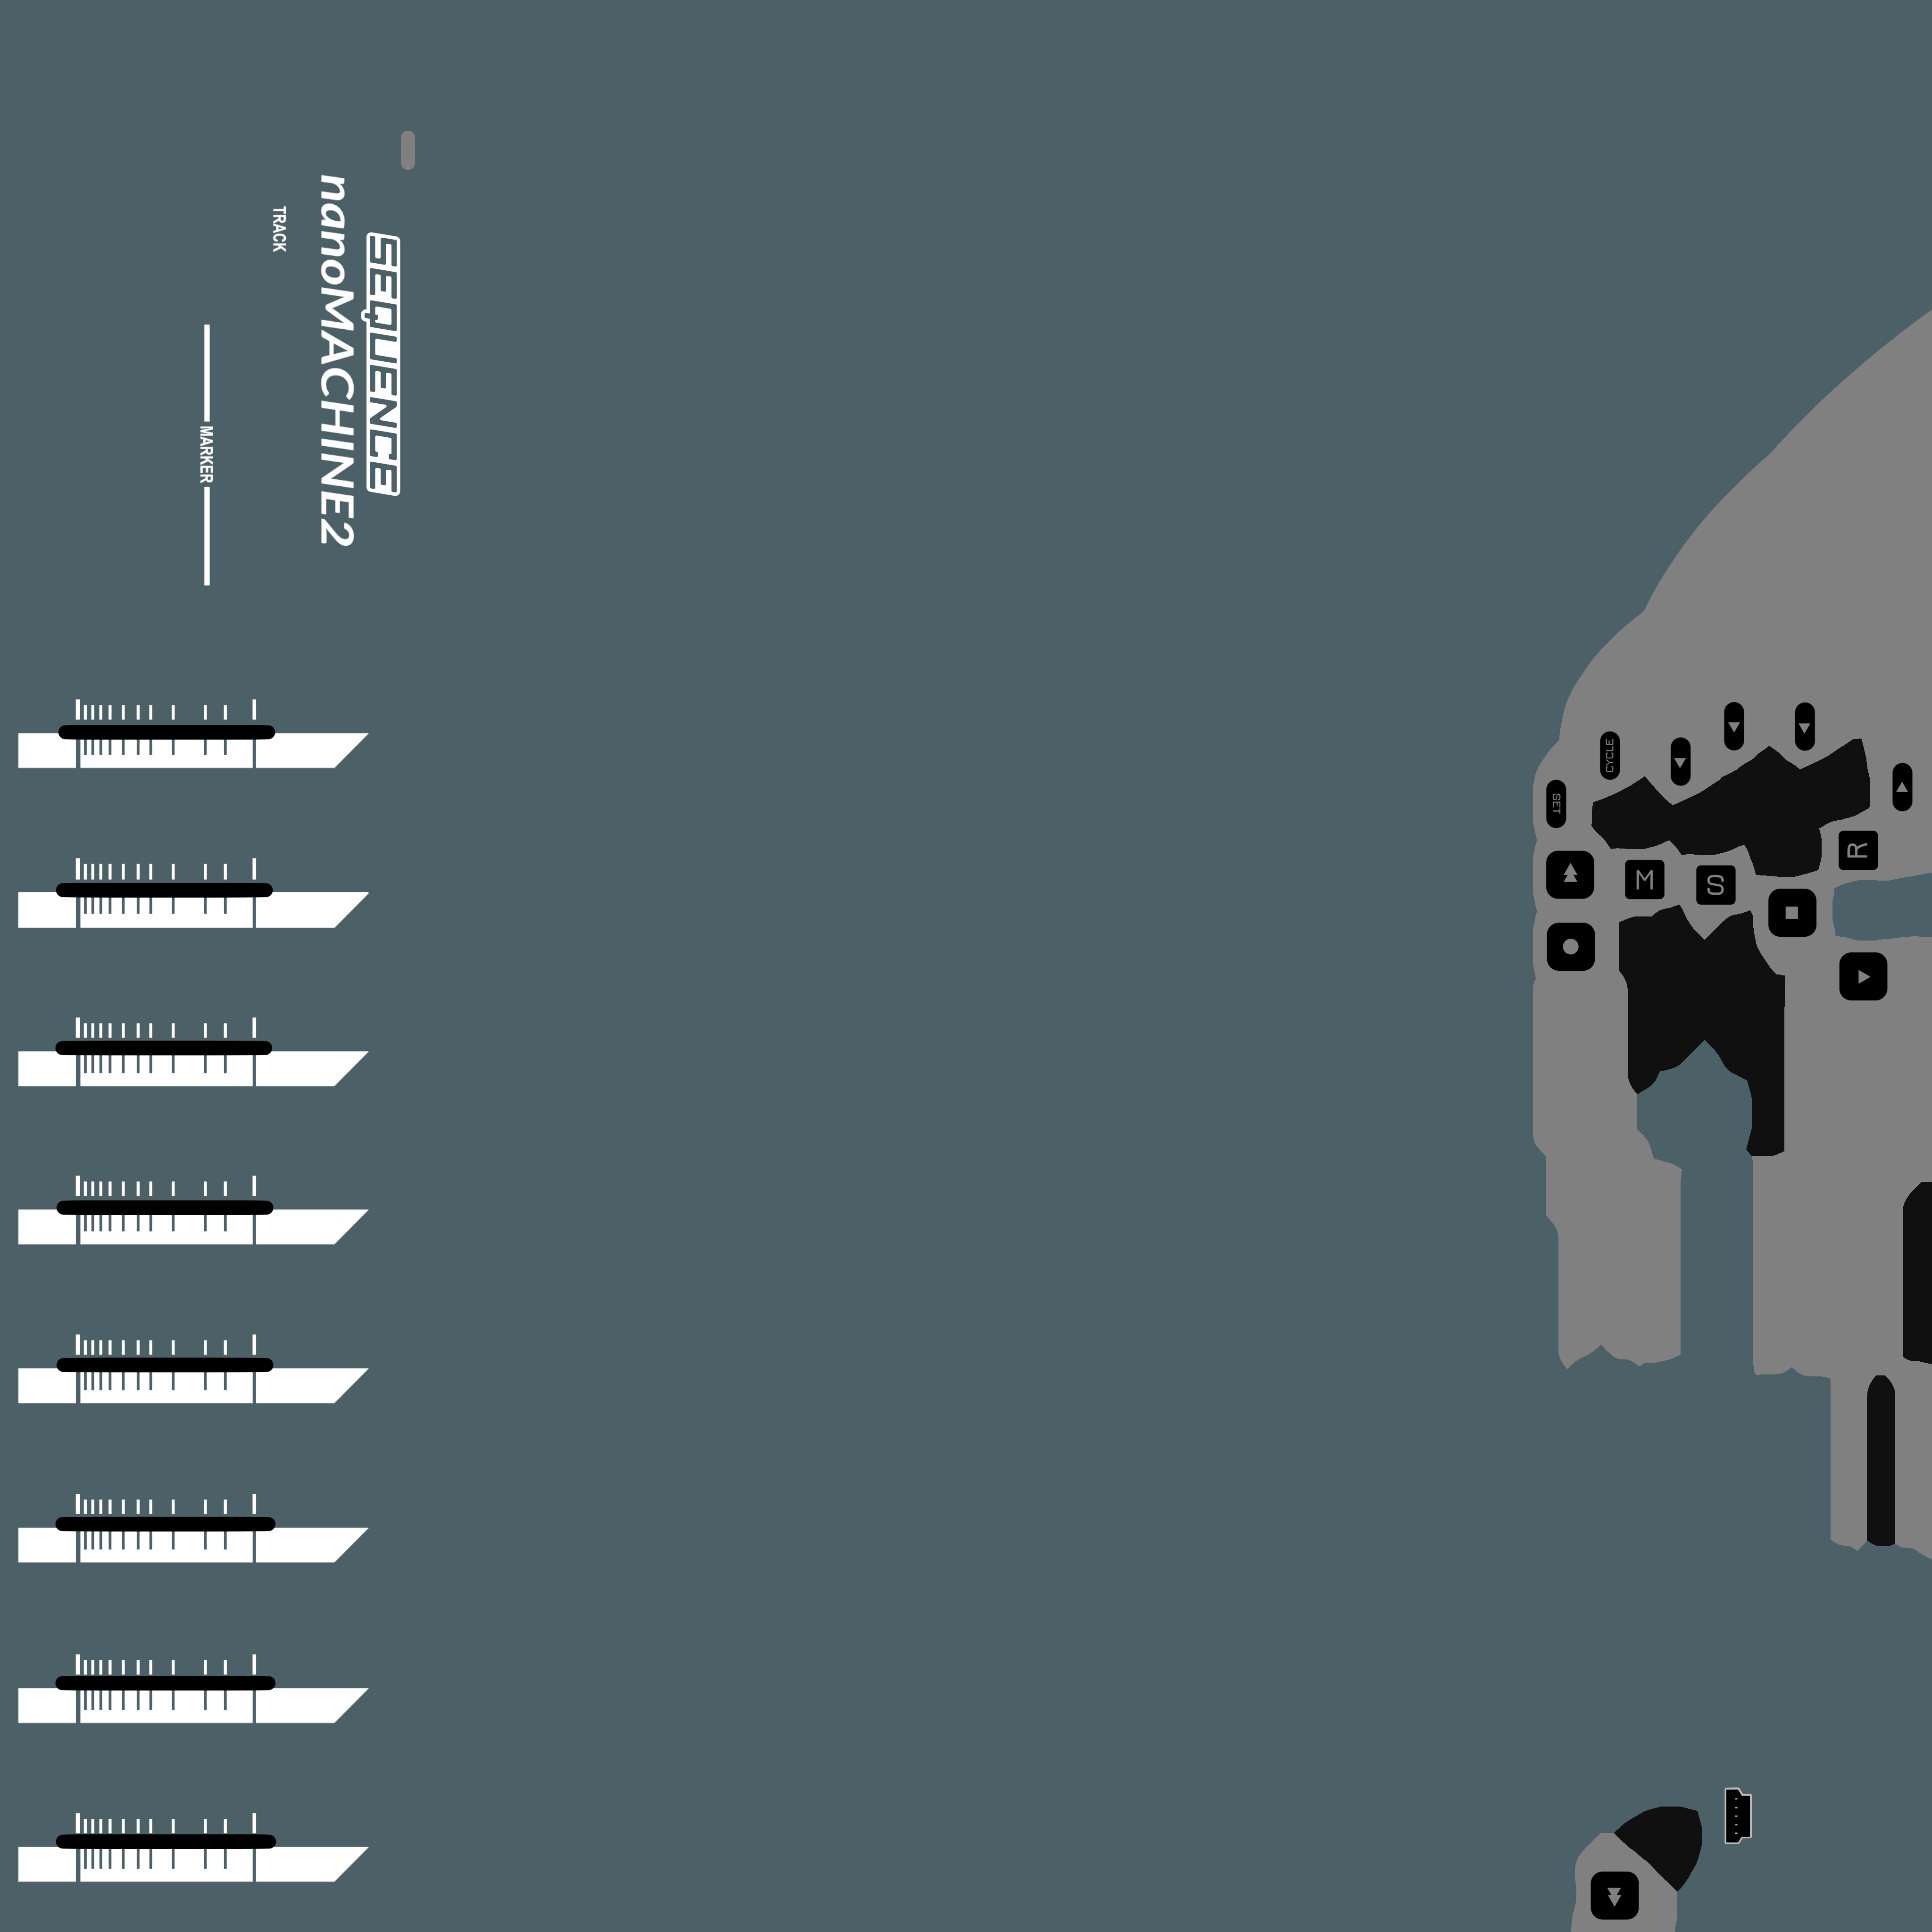 SEQUENCE
nanoMACHINE2
TRACK
MARKER
CYCLE
SET
R
M
S